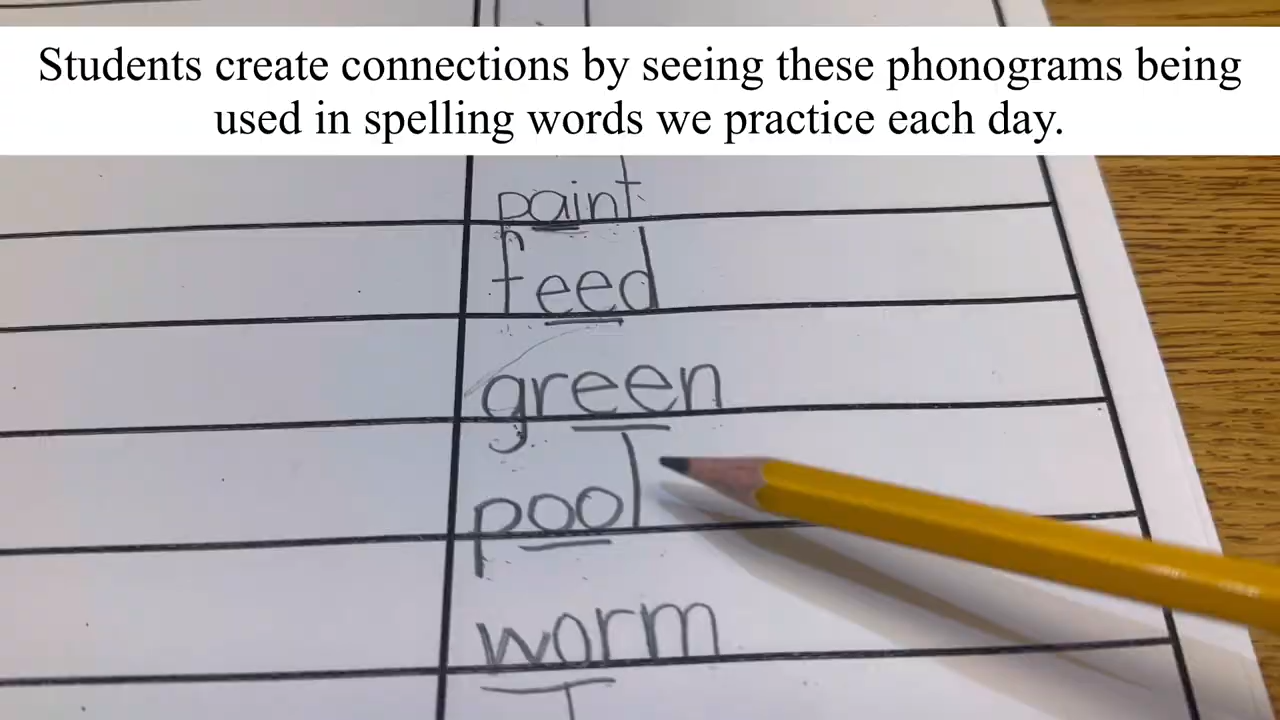 Students create connections by seeing these phonograms being
used in spelling words we practice each day.
paint
feed
green
pool
worm